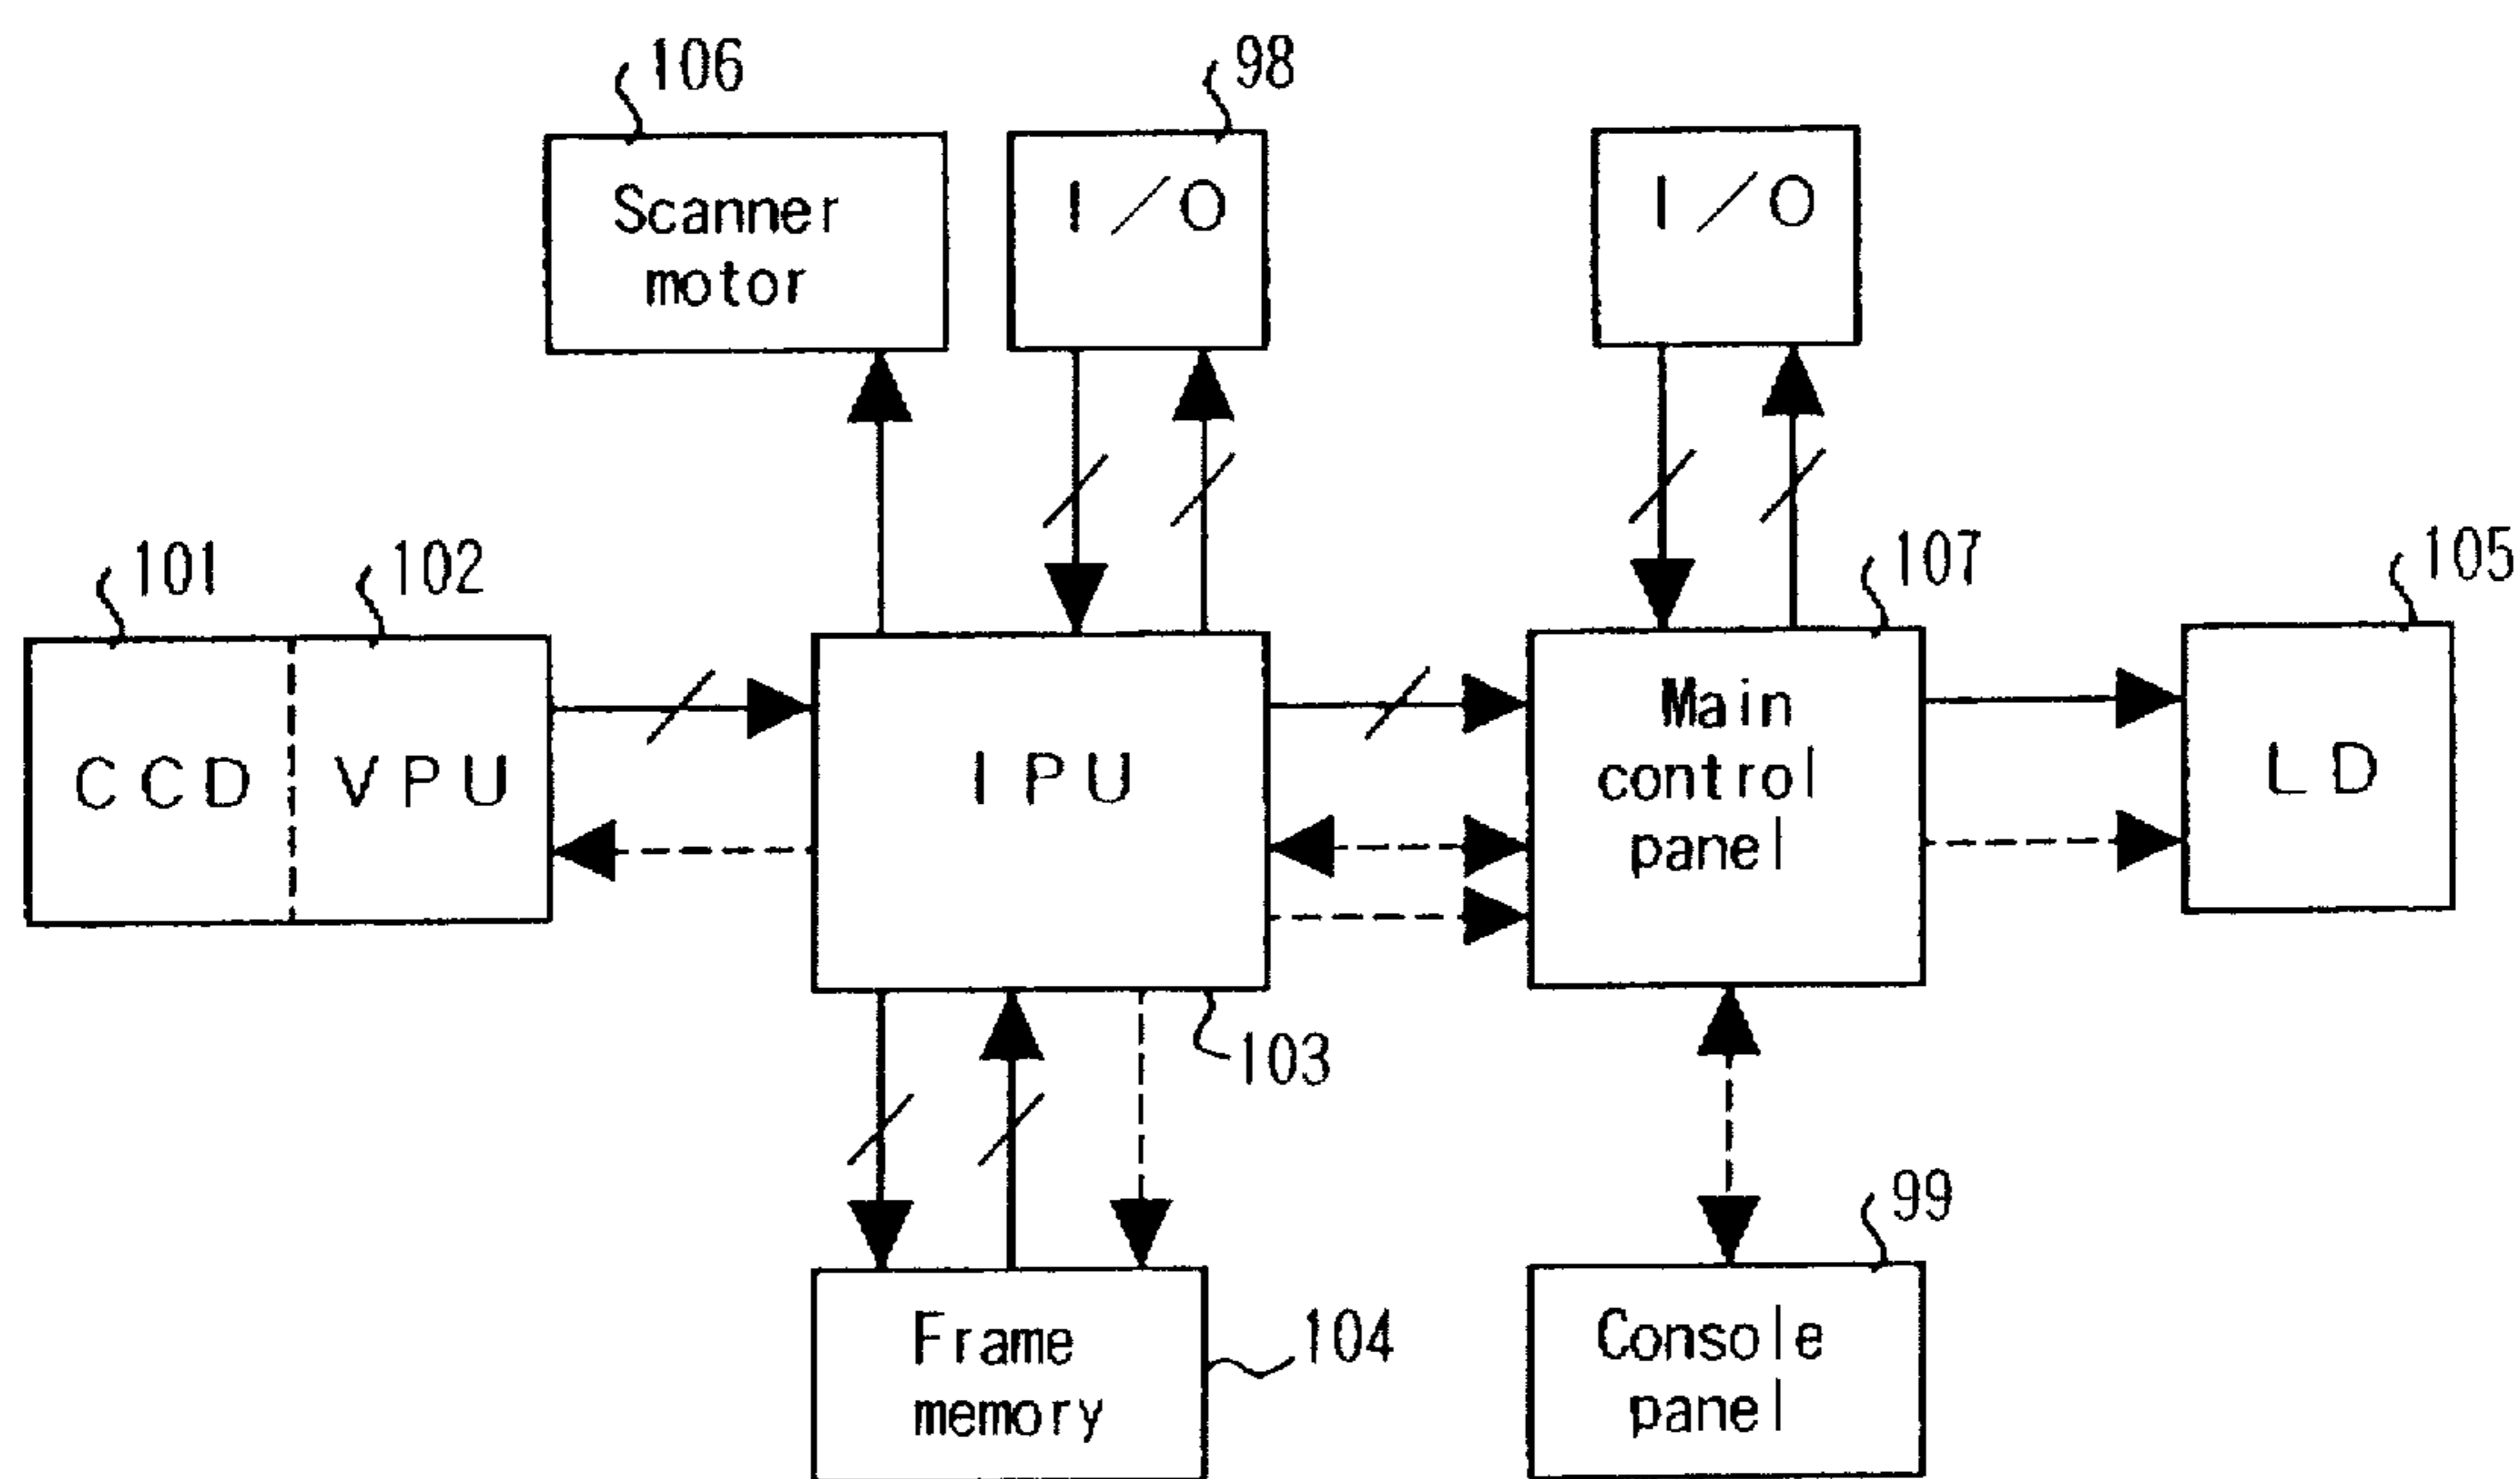 106
98
Scanner
motor
I/O
I/O
101
102
107
105
CCD
VPU
IPU
Main
control
panel
LD
103
99
Frame
memory
104
Console
panel